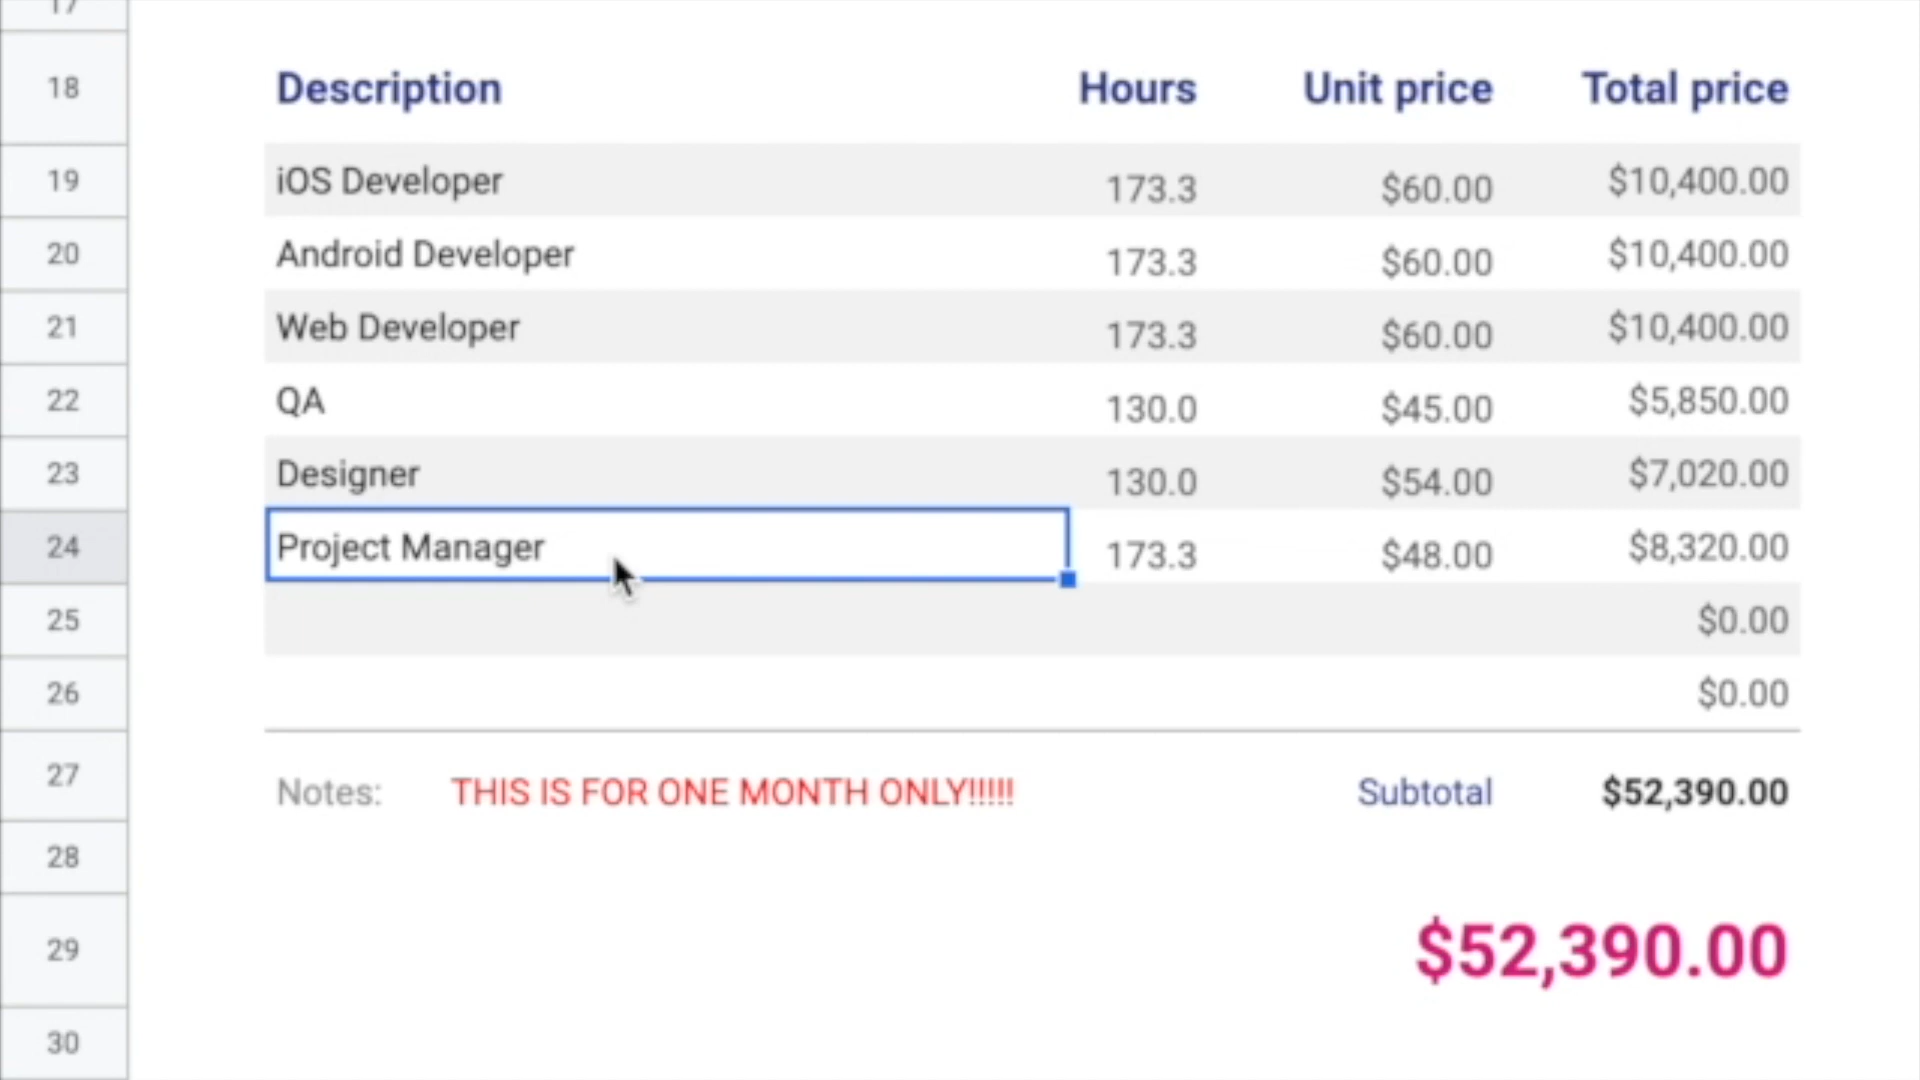 17
18 Description Hours Unit price Total price
19 iOS Developer 173.3 $60.00 $10,400.00
20 Android Developer 173.3 $60.00 $10,400.00
21 Web Developer 173.3 $60.00 $10,400.00
22 QA 130.0 $45.00 $5,850.00
23 Designer 130.0 $54.00 $7,020.00
24 Project Manager 173.3 $48.00 $8,320.00
25 $0.00
26 $0.00
27 Notes: THIS IS FOR ONE MONTH ONLY!!!!! Subtotal $52,390.00
28
29 $52,390.00
30